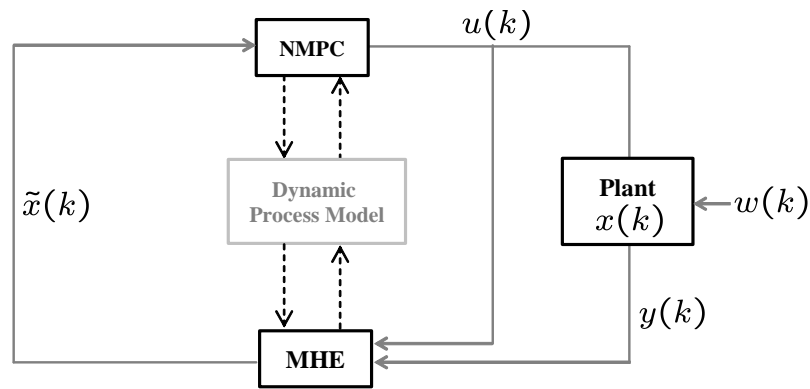 u(k)
NMPC
Dynamic
Process Model
x̃(k)
Plant
x(k)
w(k)
y(k)
MHE